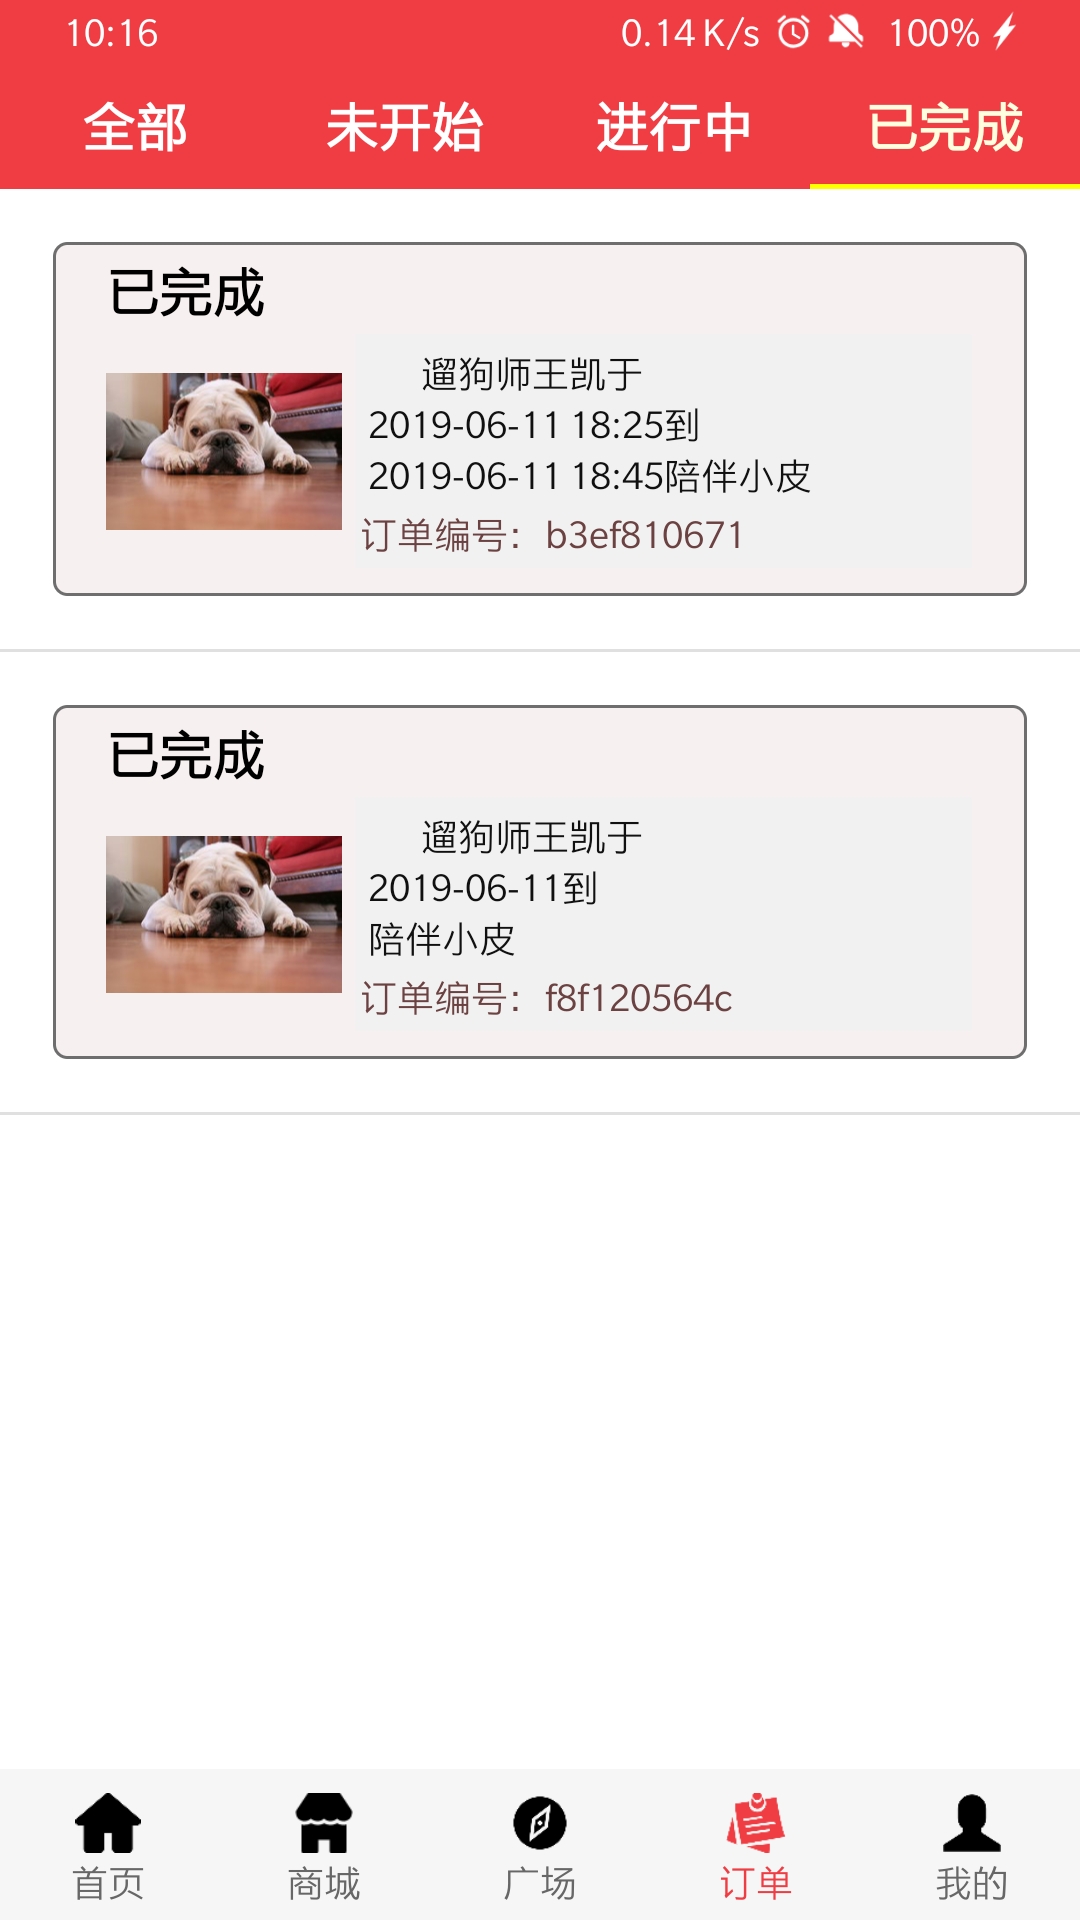 10:16 0.14 K/s 100%
全部 未开始 进行中 已完成
已完成
遛狗师王凯于
2019-06-11 18:25到
2019-06-11 18:45陪伴小皮
订单编号：b3ef810671
已完成
遛狗师王凯于
2019-06-11到
陪伴小皮
订单编号：f8f120564c
首页 商城 广场 订单 我的